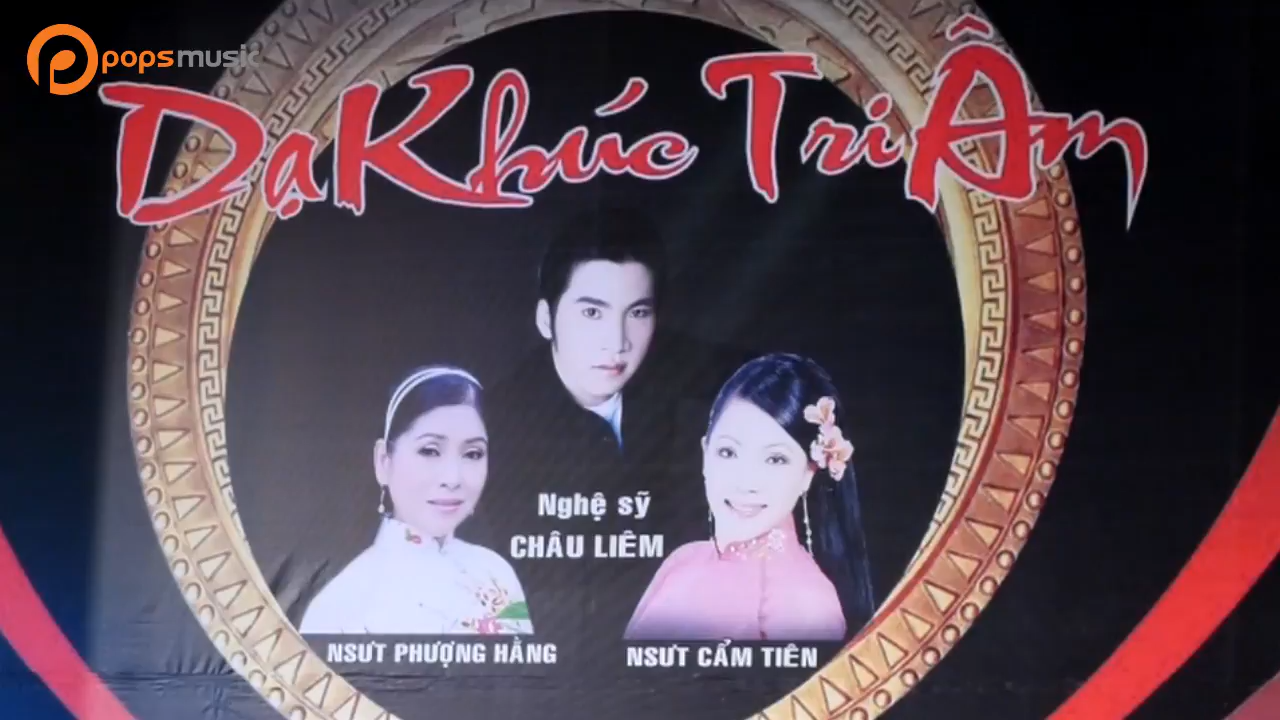 popsmusic
Dạ Khúc Tri Âm
Nghệ sỹ
CHÂU LIÊM
NSƯT PHƯỢNG HẰNG
NSƯT CẨM TIÊN